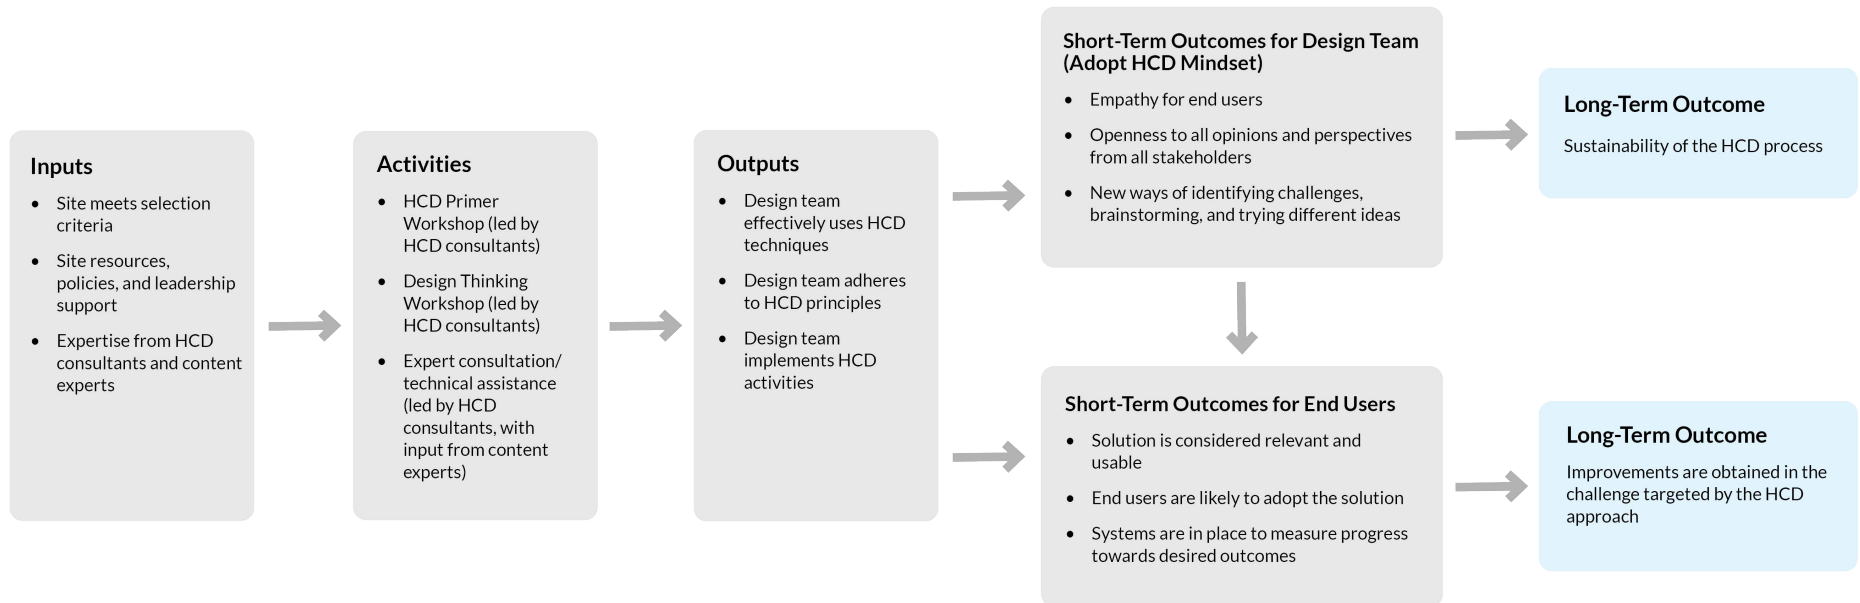 Inputs
• Site meets selection
criteria
• Site resources,
policies, and leadership
support
• Expertise from HCD
consultants and content
experts
Activities
• HCD Primer
Workshop (led by
HCD consultants)
• Design Thinking
Workshop (led by
HCD consultants)
• Expert consultation/
technical assistance
(led by HCD
consultants, with
input from content
experts)
Outputs
• Design team
effectively uses HCD
techniques
• Design team adheres
to HCD principles
• Design team
implements HCD
activities
Short-Term Outcomes for Design Team
(Adopt HCD Mindset)
• Empathy for end users
• Openness to all opinions and perspectives
from all stakeholders
• New ways of identifying challenges,
brainstorming, and trying different ideas
Long-Term Outcome
Sustainability of the HCD process
Short-Term Outcomes for End Users
• Solution is considered relevant and
usable
• End users are likely to adopt the solution
• Systems are in place to measure progress
towards desired outcomes
Long-Term Outcome
Improvements are obtained in the
challenge targeted by the HCD
approach